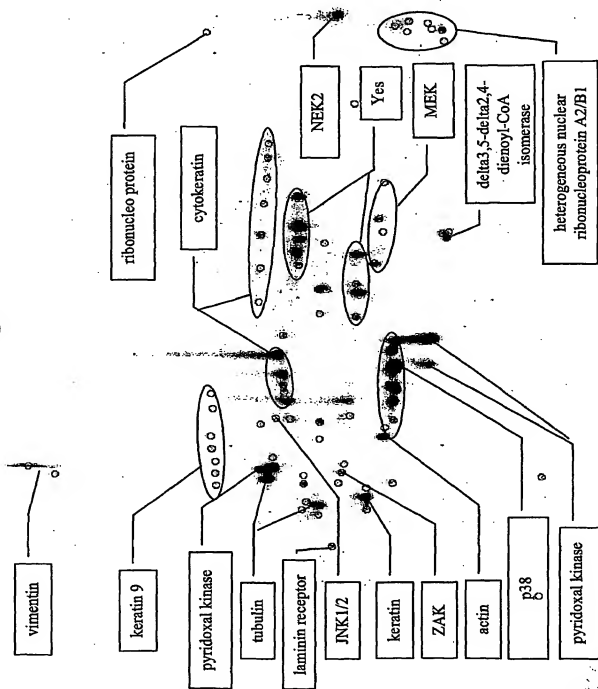 vimentin
keratin 9
pyridoxal kinase
tubulin
laminin receptor
JNK1/2
keratin
ZAK
actin
p38
pyridoxal kinase
ribonucleo protein
cytokeratin
NEK2
Yes
MEK
delta3,5-delta2,4-
dienoyl-CoA
isomerase
heterogeneous nuclear
ribonucleoprotein A2/B1